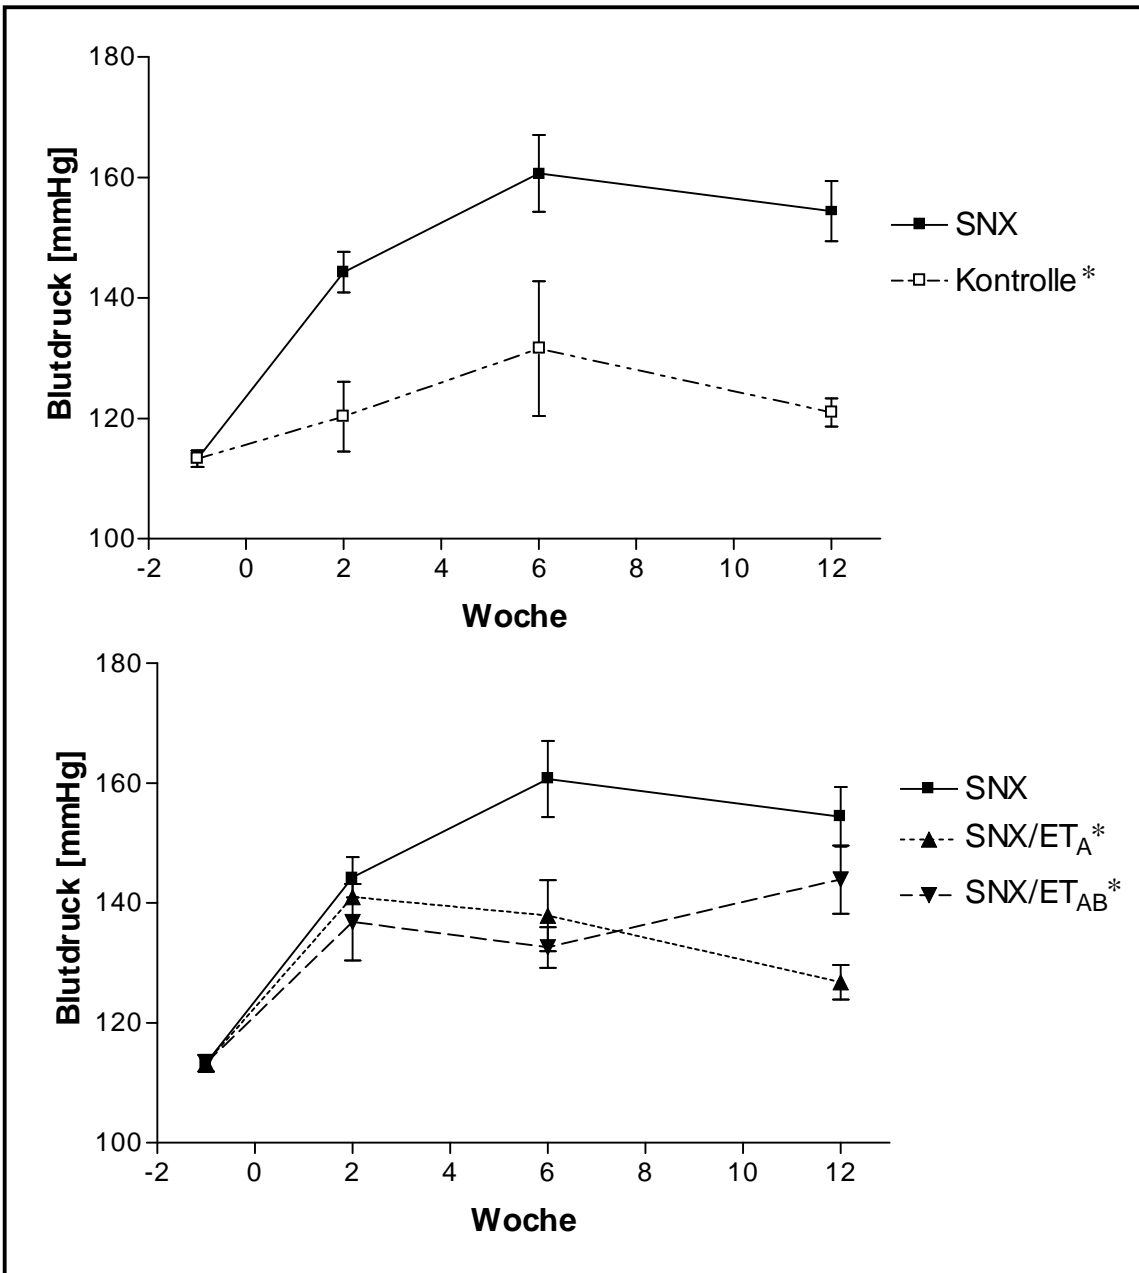 180
160
140
120
100
Blutdruck [mmHg]
-2 0 2 4 6 8 10 12
Woche
SNX
Kontrolle*
180
160
140
120
100
Blutdruck [mmHg]
-2 0 2 4 6 8 10 12
Woche
SNX
SNX/ETA*
SNX/ETAB*